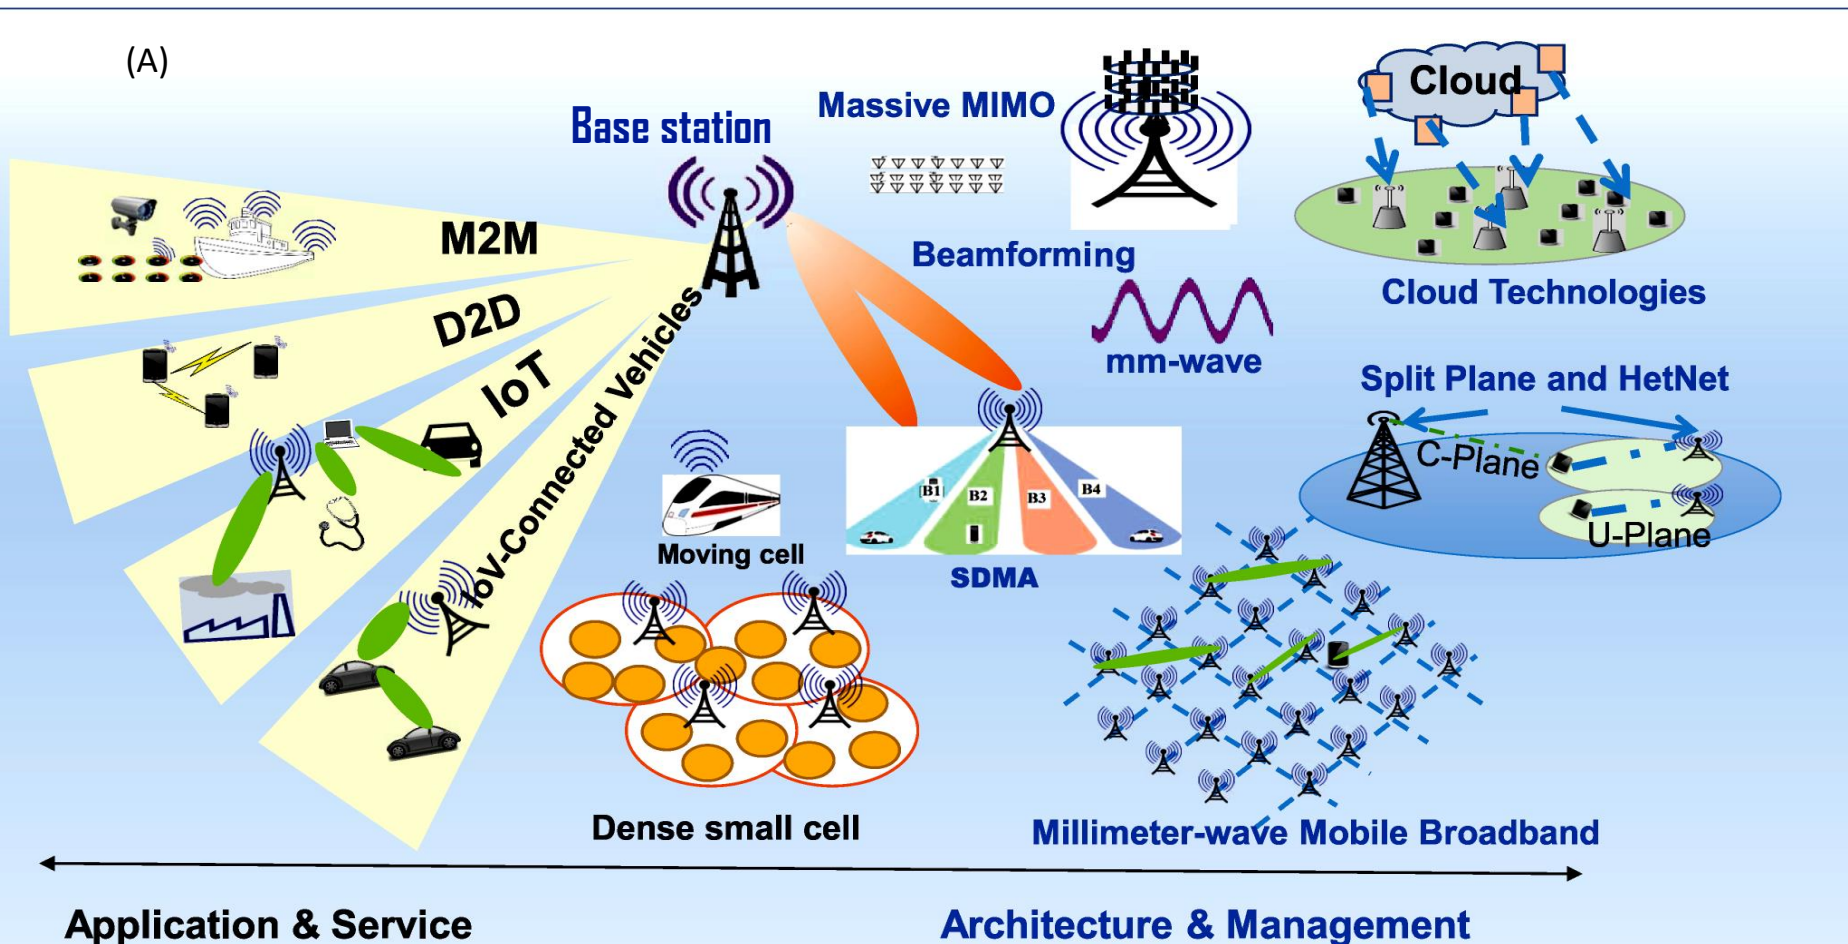 (A)
Base station
Massive MIMO
Cloud
M2M
Beamforming
Cloud Technologies
D2D
mm-wave
IoT
IoV-Connected Vehicles
Split Plane and HetNet
C-Plane
U-Plane
B1
B2
B3
B4
Moving cell
SDMA
Dense small cell
Millimeter-wave Mobile Broadband
Application & Service
Architecture & Management